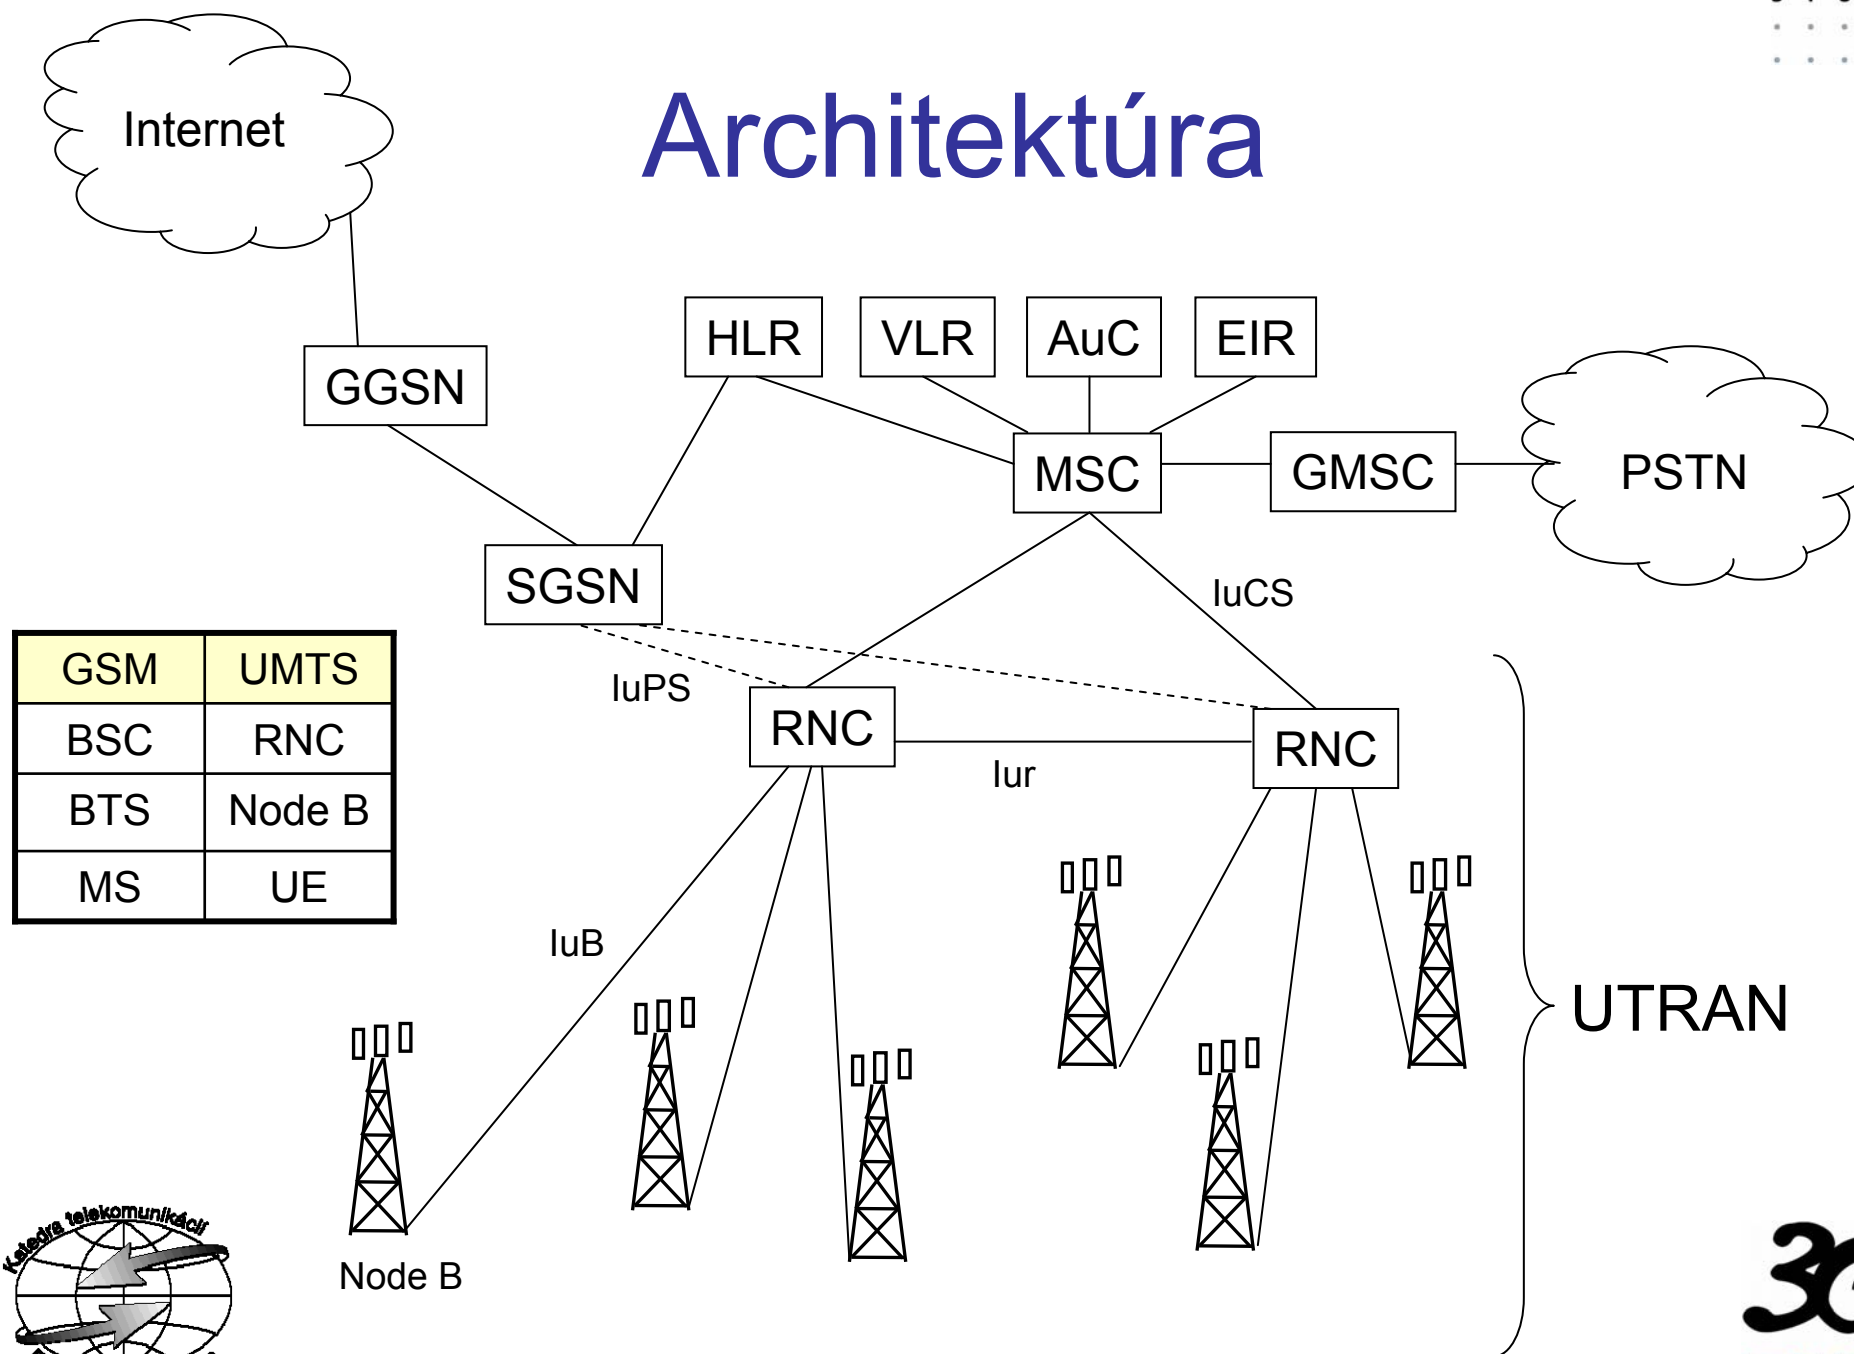 Architektúra
Internet
GGSN
HLR
VLR
AuC
EIR
MSC
GMSC
PSTN
SGSN
IuCS
IuPS
RNC
Iur
RNC
GSM UMTS
BSC RNC
BTS Node B
MS UE
IuB
UTRAN
Node B
Katedra telekomunikácií